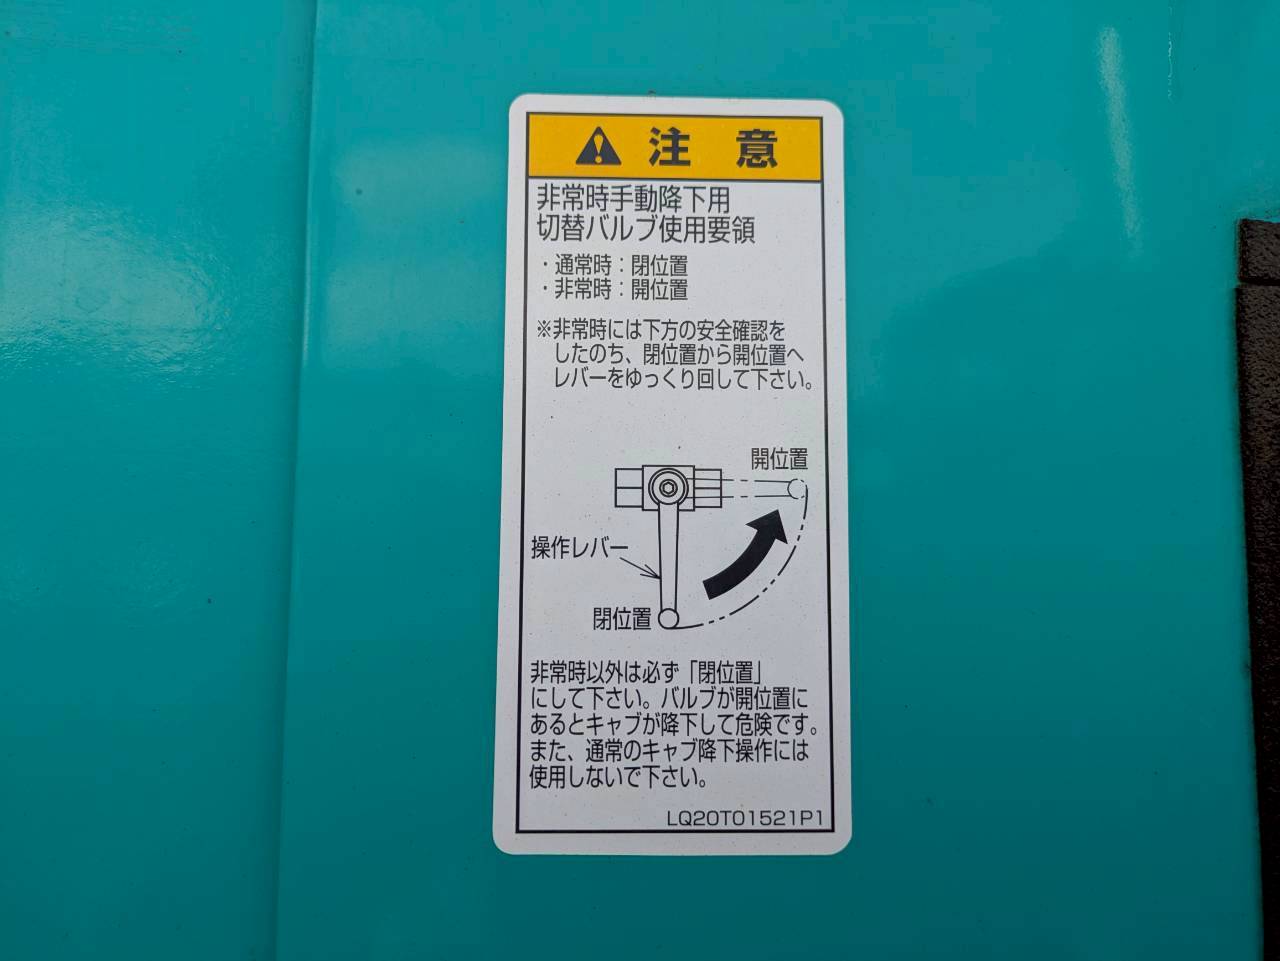 注意
非常時手動降下用
切替バルブ使用要領
・通常時：閉位置
・非常時：開位置
※非常時には下方の安全確認を
したのち、閉位置から開位置へ
レバーをゆっくり回して下さい。
開位置
操作レバー
閉位置
非常時以外は必ず「閉位置」
にして下さい。バルブが開位置に
あるとキャブが降下して危険です。
また、通常のキャブ降下操作には
使用しないで下さい。
LQ20T01521P1